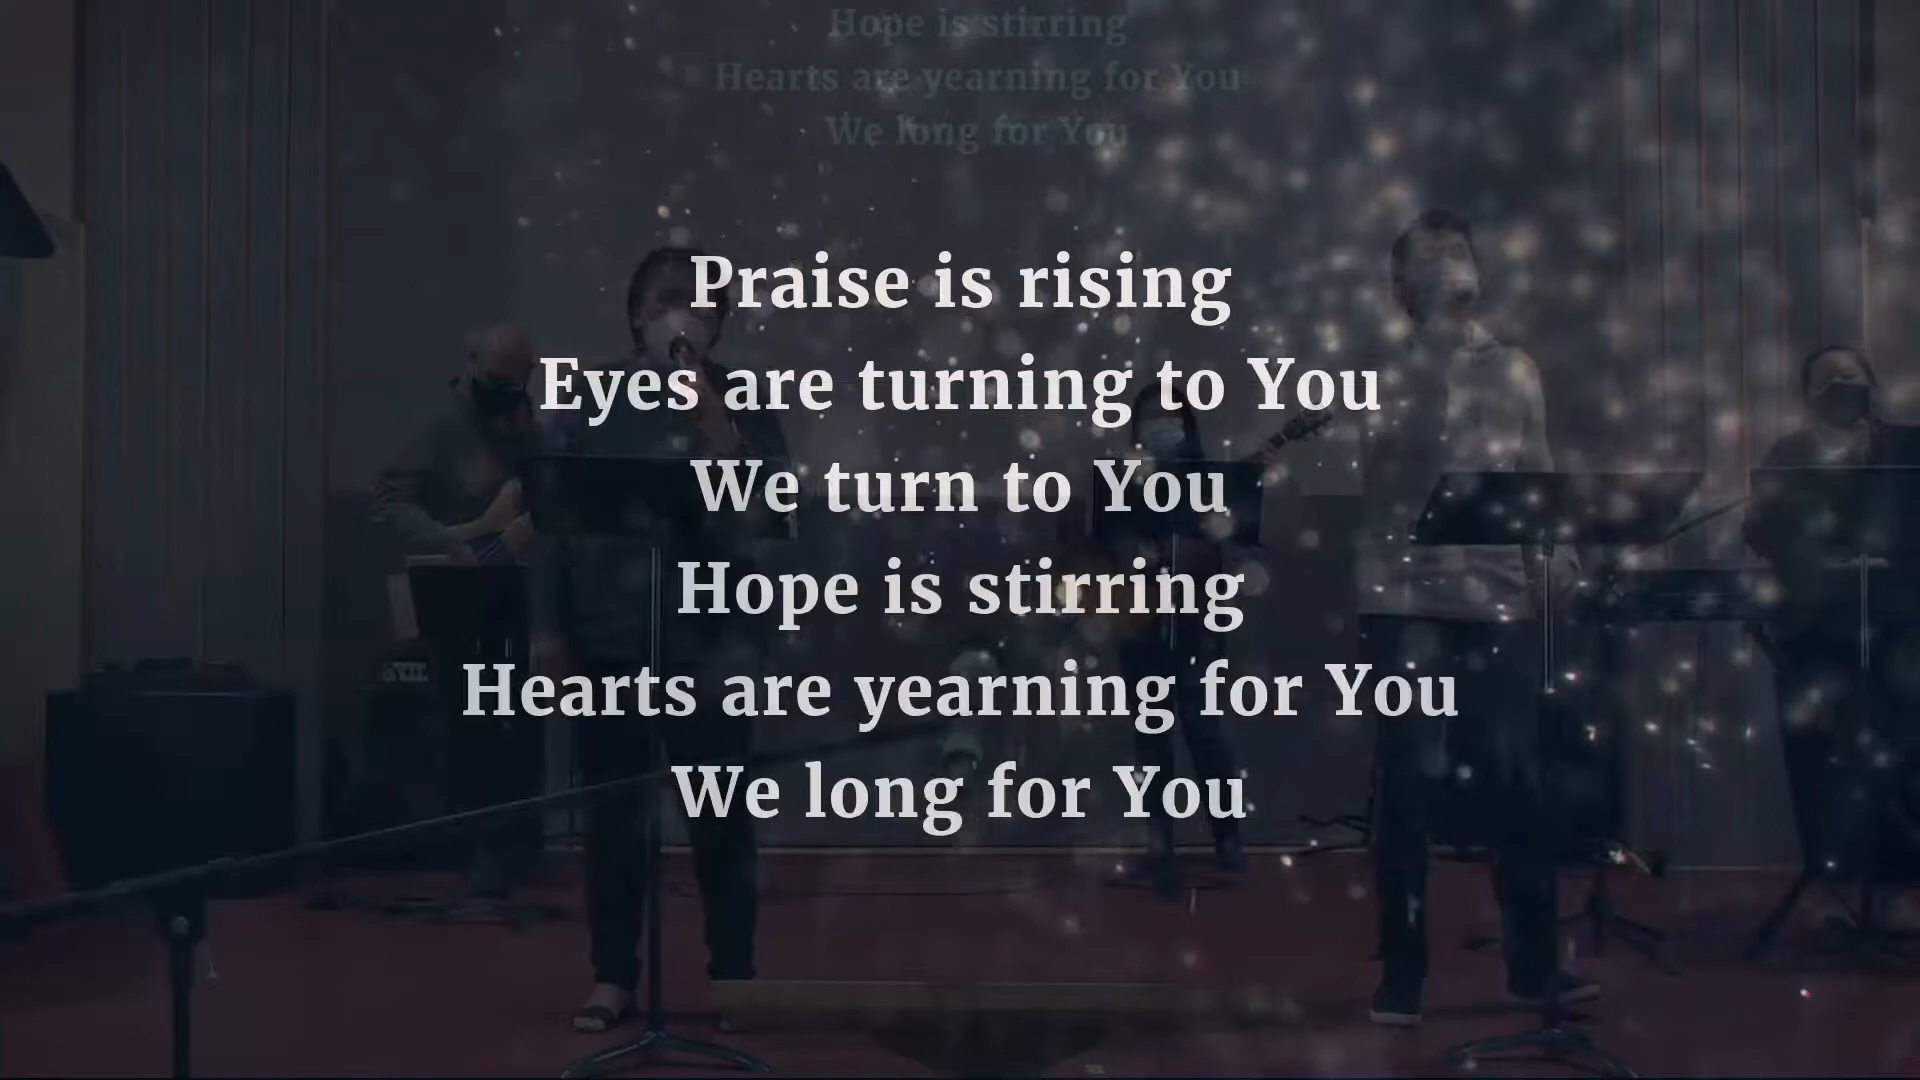 Hope is stirring
Hearts are yearning for You
We long for You
Praise is rising
Eyes are turning to You
We turn to You
Hope is stirring
Hearts are yearning for You
We long for You